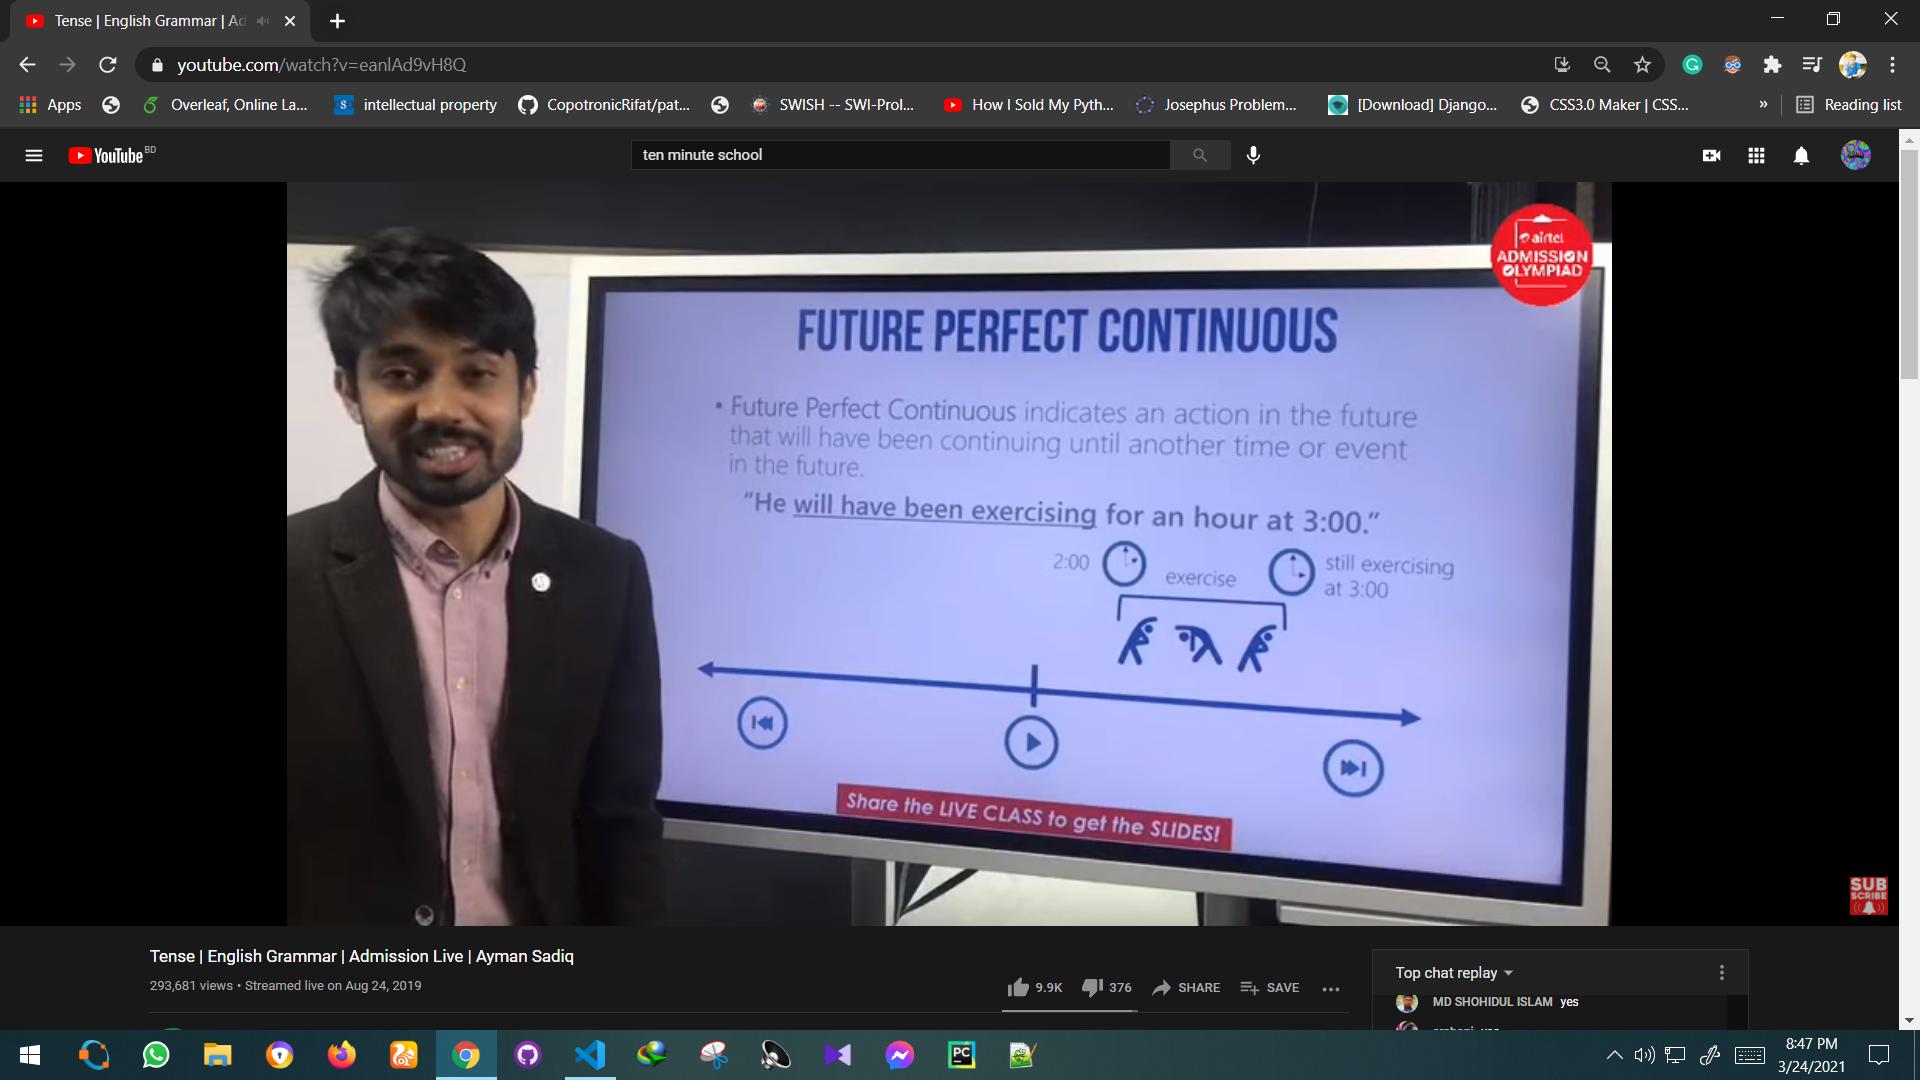 Tense | English Grammar | Ad
youtube.com/watch?v=eanlAd9vH8Q
Apps
Overleaf, Online La...
intellectual property
CopotronicRifat/pat...
SWISH -- SWI-Prol...
How I Sold My Pyth...
Josephus Problem...
[Download] Django...
CSS3.0 Maker | CSS...
»
Reading list
YouTube BD
ten minute school
airtel
ADMISSION
OLYMPIAD
FUTURE PERFECT CONTINUOUS
• Future Perfect Continuous indicates an action in the future
that will have been continuing until another time or event
in the future.
"He will have been exercising for an hour at 3:00."
2:00
exercise
still exercising
at 3:00
Share the LIVE CLASS to get the SLIDES!
SUB
SCRIBE
Tense | English Grammar | Admission Live | Ayman Sadiq
293,681 views • Streamed live on Aug 24, 2019
9.9K
376
SHARE
SAVE
Top chat replay
MD SHOHIDUL ISLAM yes
PC
8:47 PM
3/24/2021